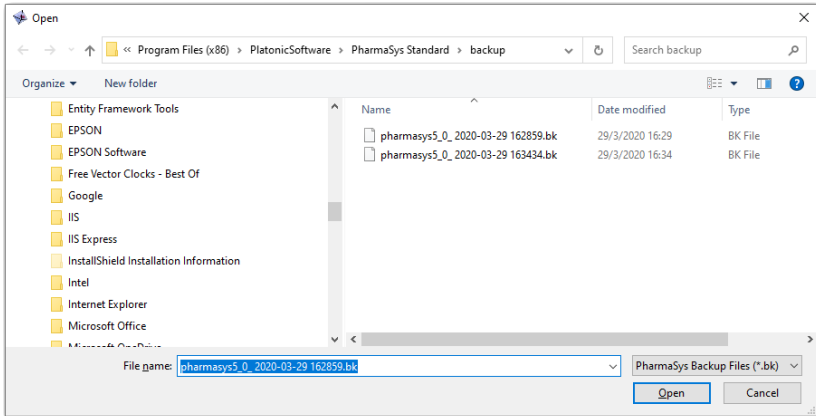 Open
« Program Files (x86) > PlatonicSoftware > PharmaSys Standard > backup
Search backup
Organize
New folder
Entity Framework Tools
EPSON
EPSON Software
Free Vector Clocks - Best Of
Google
IIS
IIS Express
InstallShield Installation Information
Intel
Internet Explorer
Microsoft Office
Microsoft OneDrive
Name Date modified Type
pharmasys5_0_ 2020-03-29 162859.bk 29/3/2020 16:29 BK File
pharmasys5_0_ 2020-03-29 163434.bk 29/3/2020 16:34 BK File
File name: pharmasys5_0_ 2020-03-29 162859.bk PharmaSys Backup Files (*.bk)
Open Cancel